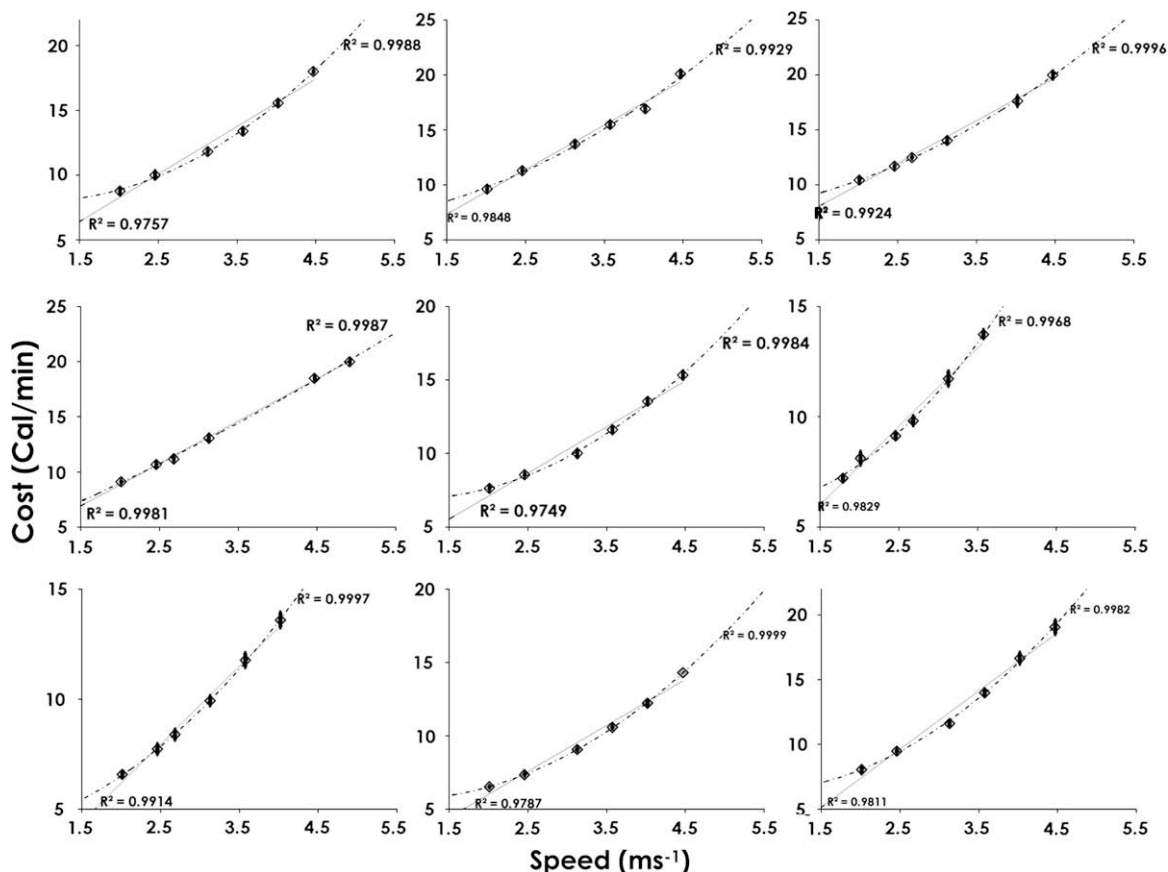 20
R² = 0.9988
15
10
R² = 0.9757
5
1.5 2.5 3.5 4.5 5.5
25
R² = 0.9929
20
15
10
R² = 0.9848
5
1.5 2.5 3.5 4.5 5.5
25
R² = 0.9996
20
15
10
R² = 0.9924
5
1.5 2.5 3.5 4.5 5.5
Cost (Cal/min)
25
R² = 0.9987
20
15
10
R² = 0.9981
5
1.5 2.5 3.5 4.5 5.5
20
R² = 0.9984
15
10
R² = 0.9749
5
1.5 2.5 3.5 4.5 5.5
15
R² = 0.9968
10
R² = 0.9829
5
1.5 2.5 3.5 4.5 5.5
15
R² = 0.9997
10
R² = 0.9914
5
1.5 2.5 3.5 4.5 5.5
20
R² = 0.9999
15
10
R² = 0.9787
5
1.5 2.5 3.5 4.5 5.5
20
R² = 0.9982
15
10
R² = 0.9811
1.5 2.5 3.5 4.5 5.5
Speed (ms⁻¹)